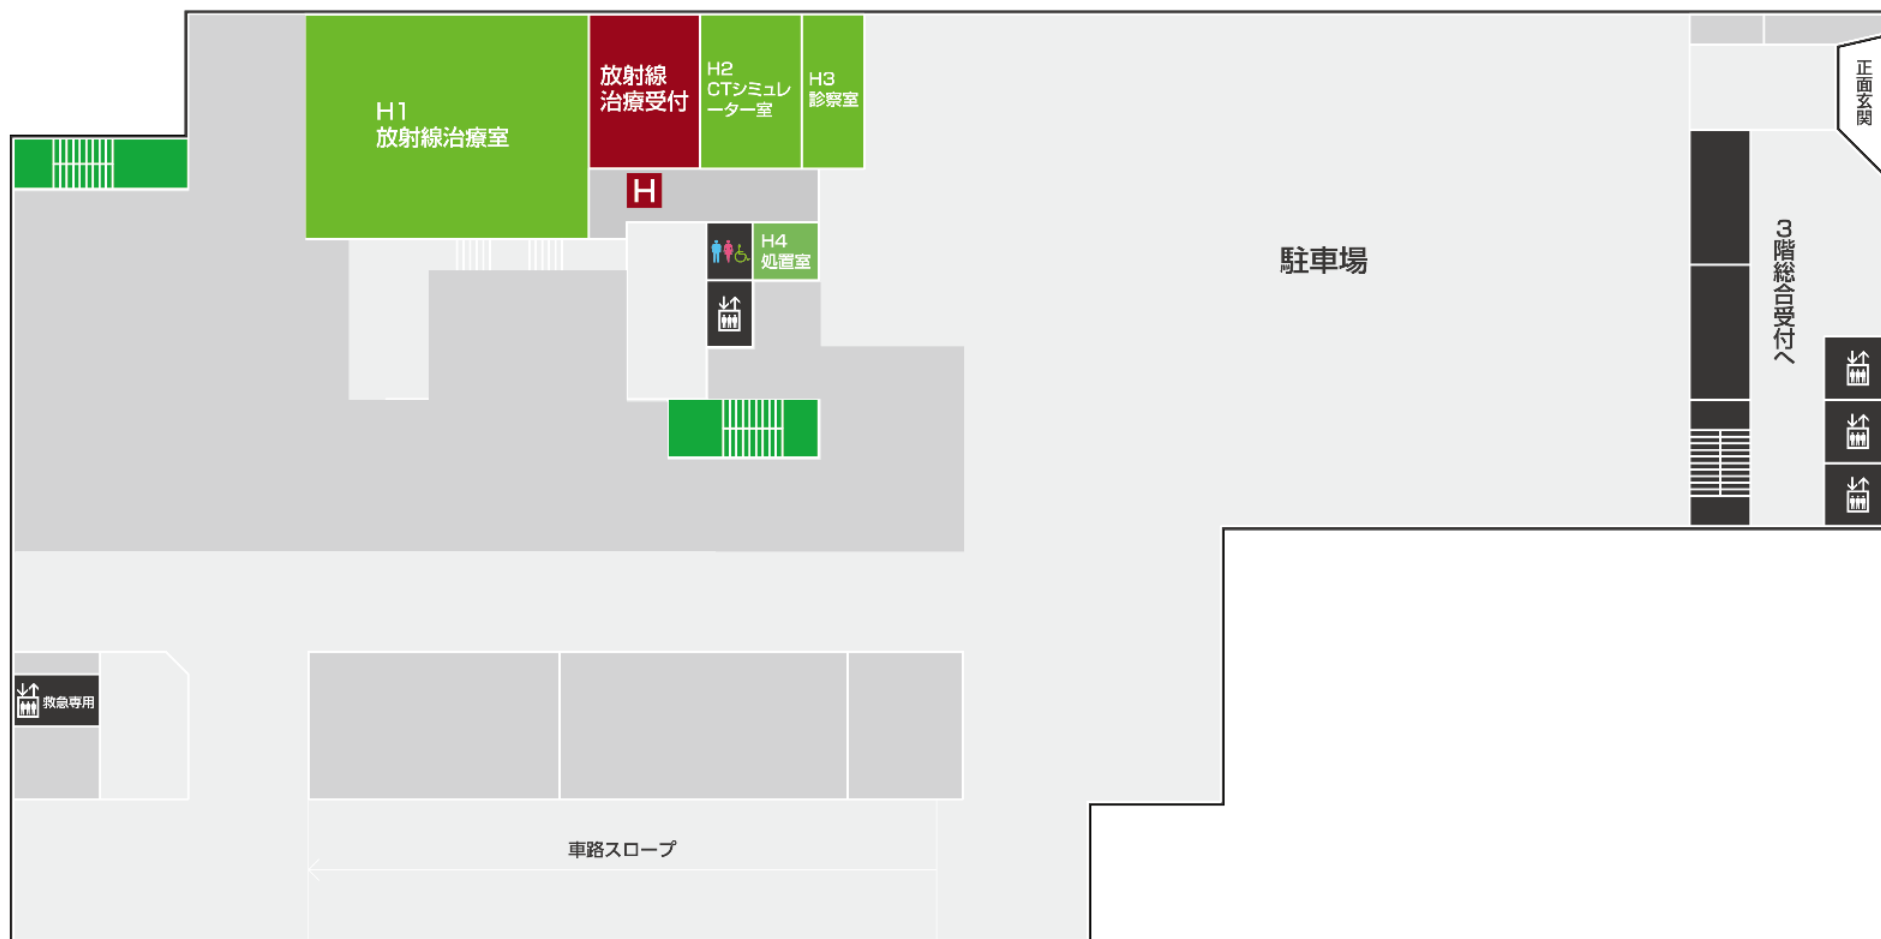 H1
放射線治療室
放射線
治療受付
H2
CTシミュレ
ーター室
H3
診察室
正面玄関
H
H4
処置室
駐車場
3階総合受付へ
救急専用
車路スロープ